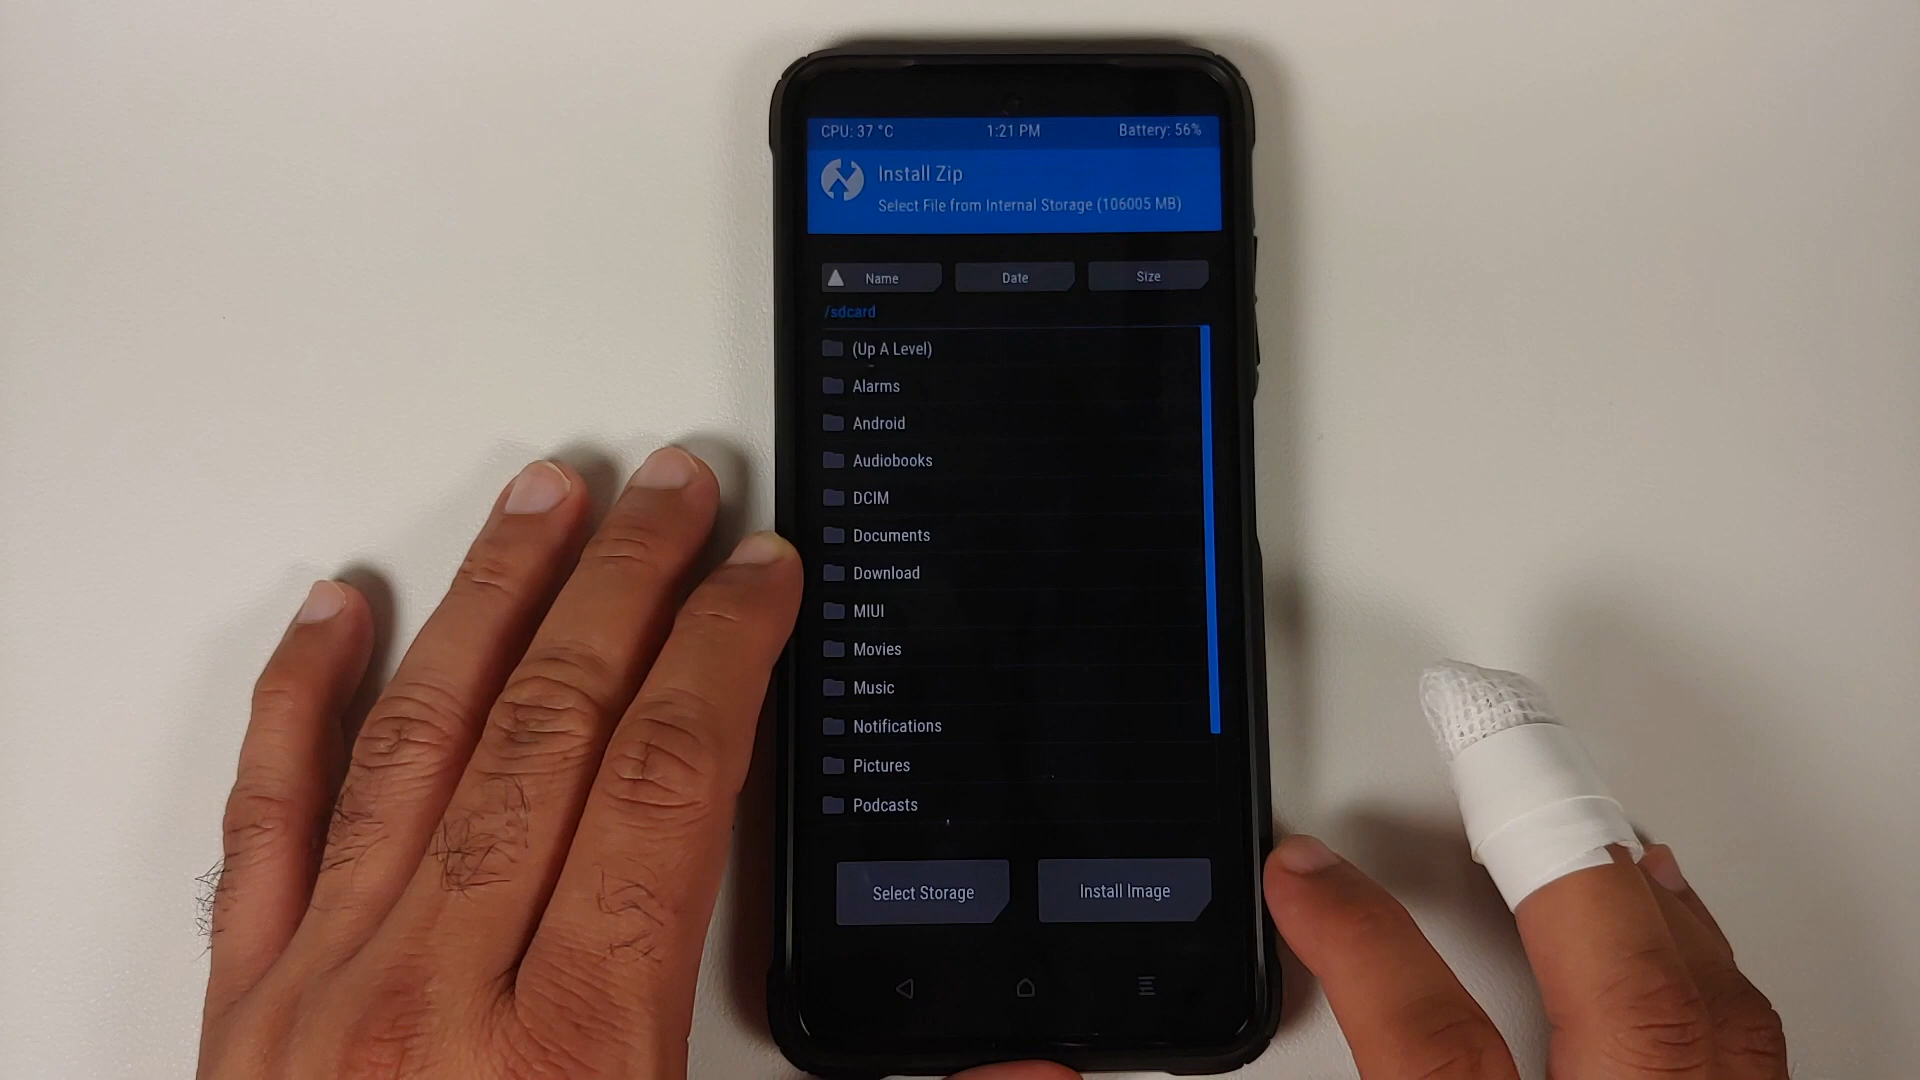 CPU: 37 °C 1:21 PM Battery: 56%
Install Zip
Select File from Internal Storage (106005 MB)
Name Date Size
/sdcard
(Up A Level)
Alarms
Android
Audiobooks
DCIM
Documents
Download
MIUI
Movies
Music
Notifications
Pictures
Podcasts
Select Storage Install Image